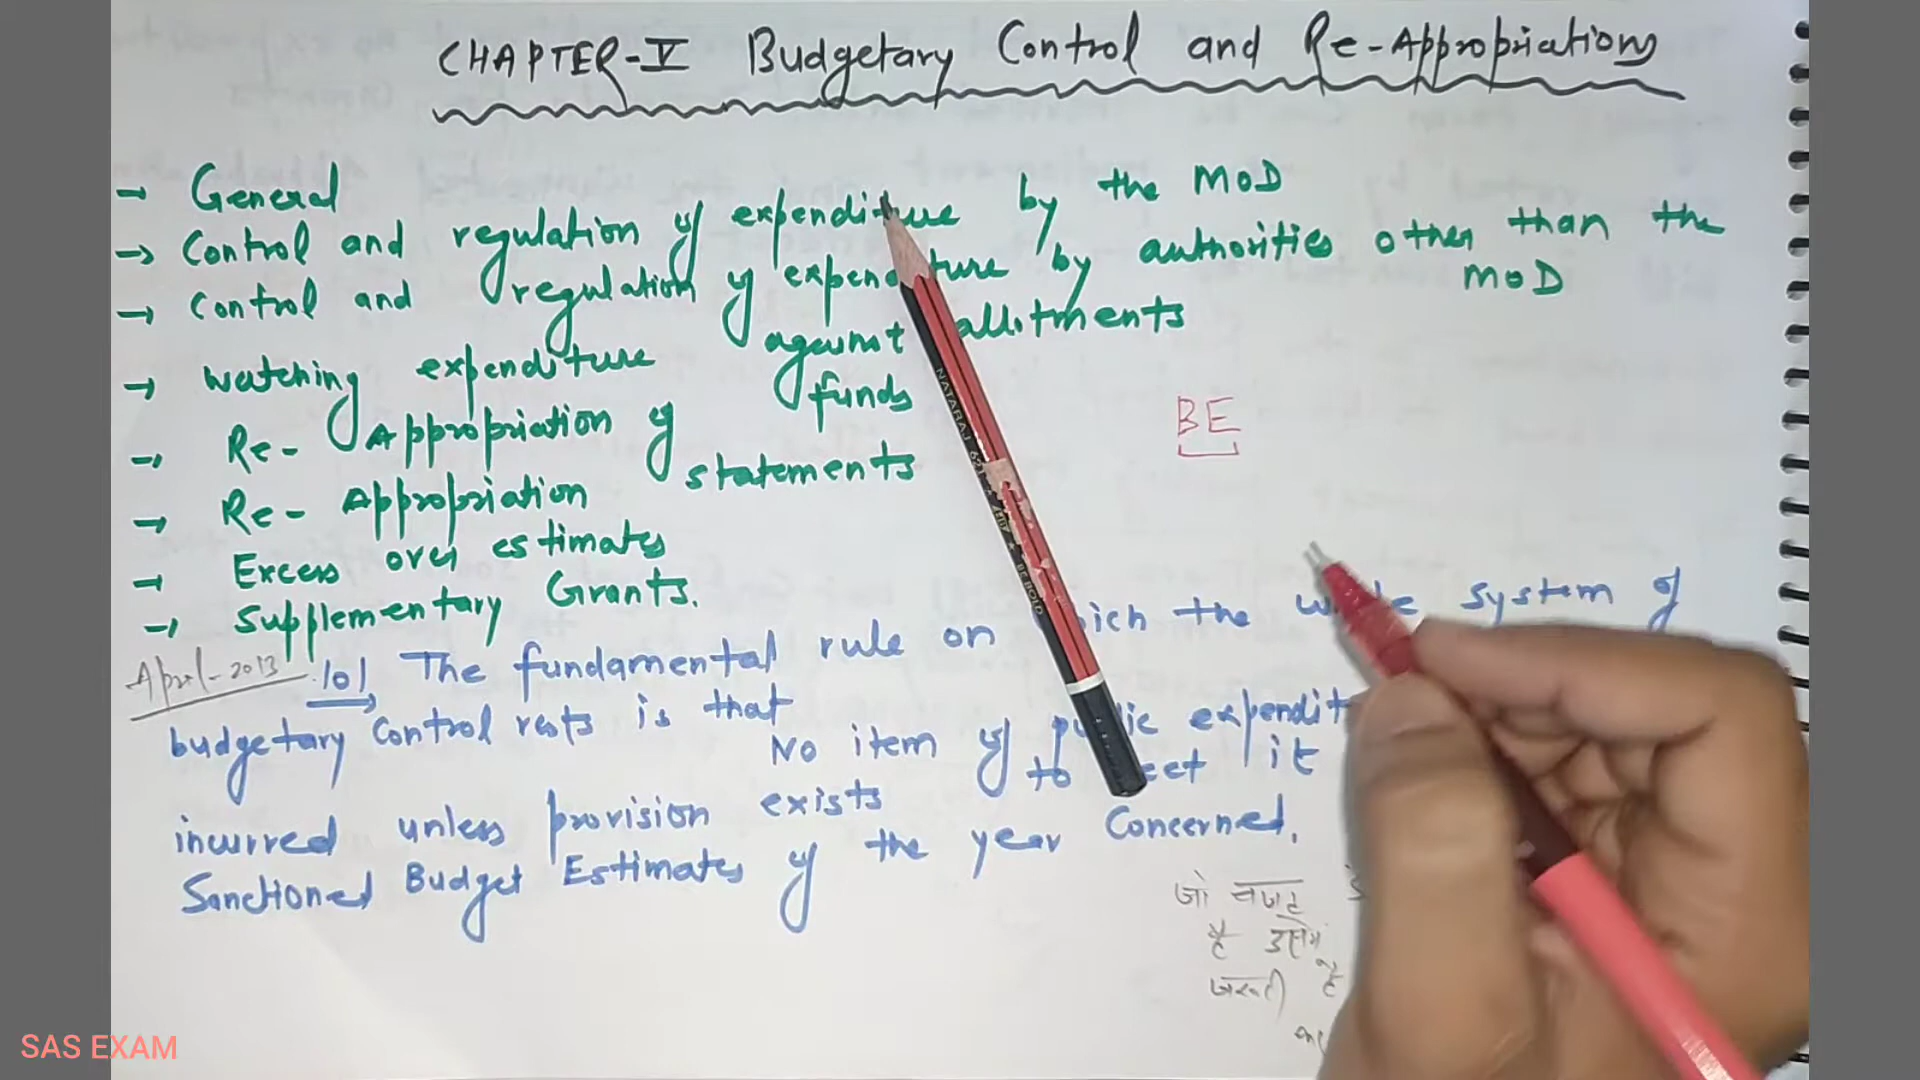 CHAPTER-V Budgetary Control and Re-Appropriations
→ General
→ Control and regulation of expenditure by the MOD
→ Control and regulation of expenditure by authorities other than the MOD
→ watching expenditure against allotments
→ Re-Appropriation of funds
→ Re-Appropriation statements
→ Excess over estimates
→ Supplementary Grants.
BE
April-2013
101 The fundamental rule on which the whole system of
budgetary control rests is that
No item of public
incurred unless provision exists to meet it
Sanctioned Budget Estimates of the year Concerned.
जो बजट
है उसमें
जरूरी है
NATARAJ 621
SAS EXAM